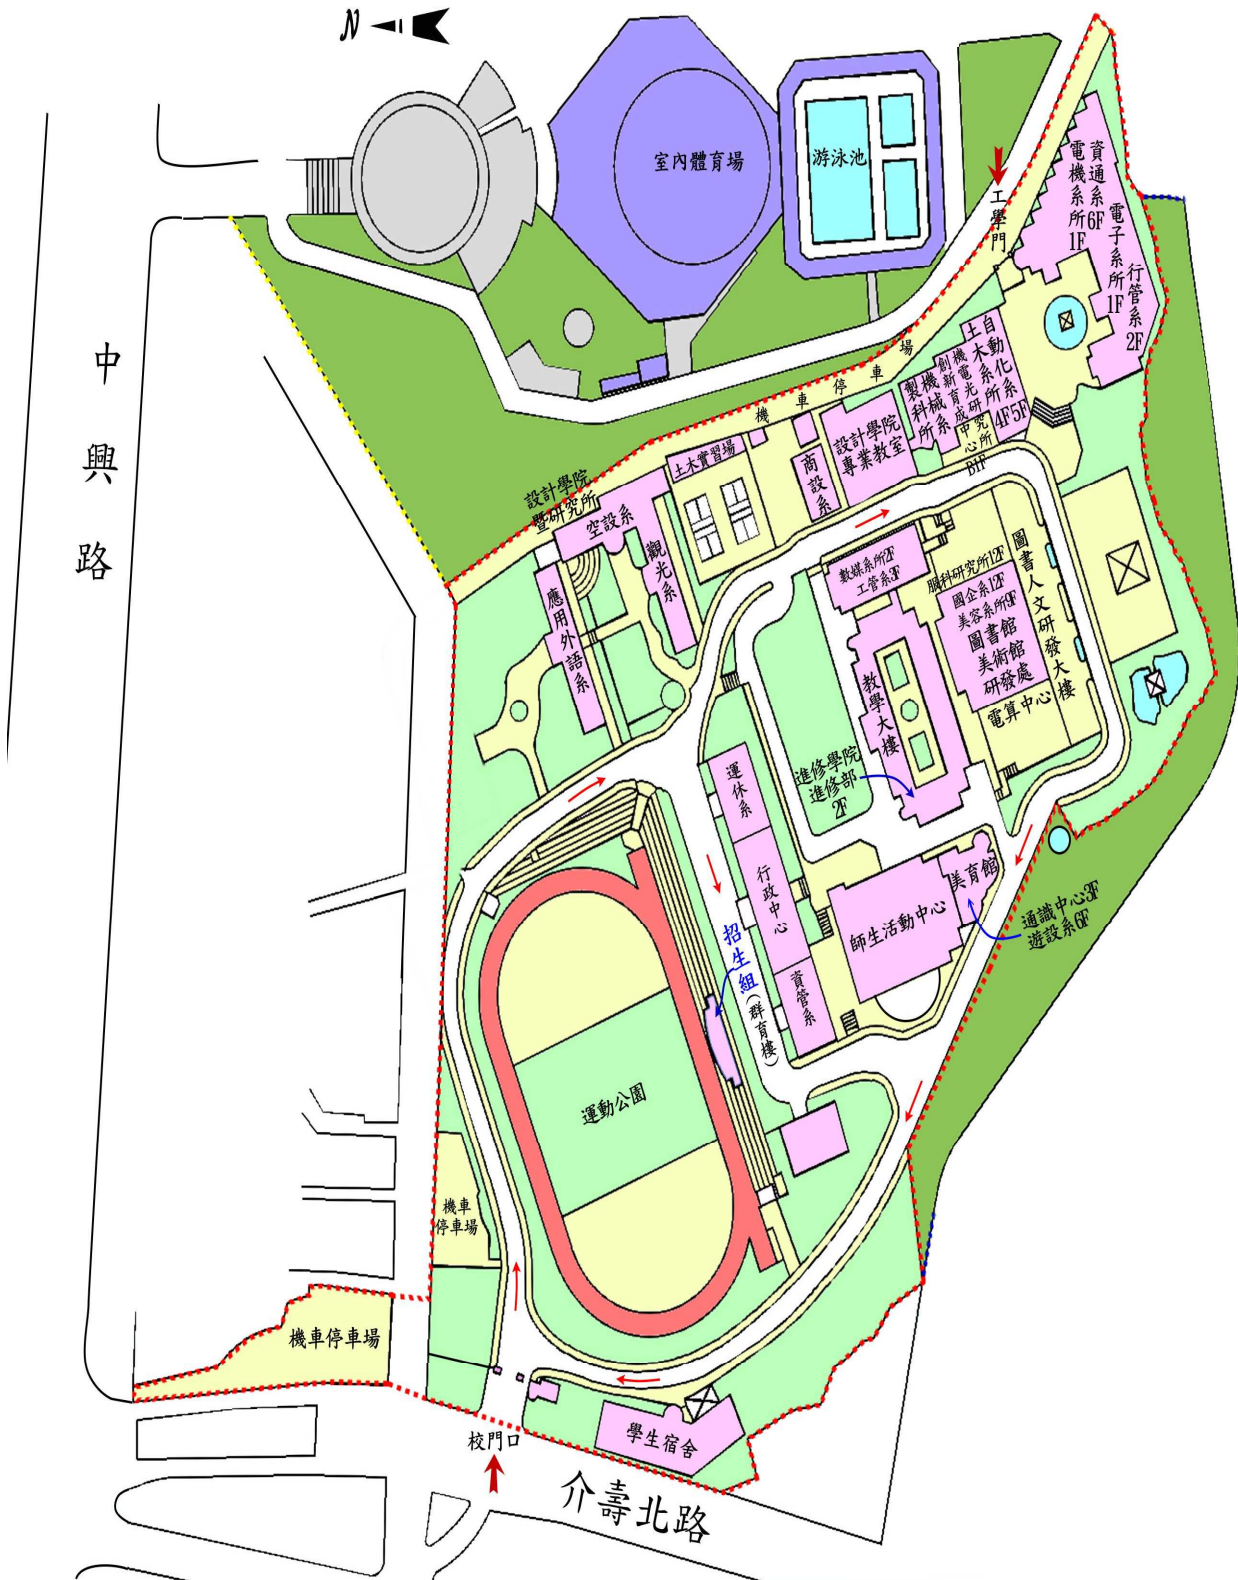 N
室內體育場
游泳池
工學門
資通系6F
電機系所1F
電子系所1F
行管系2F
中興路
機車停車場
自動化系5F
土木系所4F
機電光研究所B1F
創新育成中心
機械系
製科所
設計學院
專業教室
商設系
土木實習場
設計學院
暨研究所
空設系
觀光系
應用外語系
數媒系所2F
工管系3F
服科研究所12F
國企系12F
美容系所9F
圖書館
美術館
研發處
電算中心
圖書人文研發大樓
教學大樓
進修學院
進修部
2F
運休系
行政中心
資管系
美育館
師生活動中心
通識中心3F
遊設系6F
招生組
(群育樓)
運動公園
機車
停車場
機車停車場
校門口
學生宿舍
介壽北路